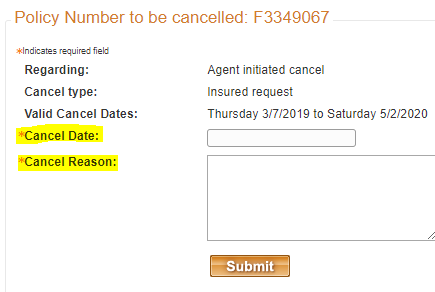 Policy Number to be cancelled: F3349067
*Indicates required field
Regarding: Agent initiated cancel
Cancel type: Insured request
Valid Cancel Dates: Thursday 3/7/2019 to Saturday 5/2/2020
*Cancel Date:
*Cancel Reason:
Submit